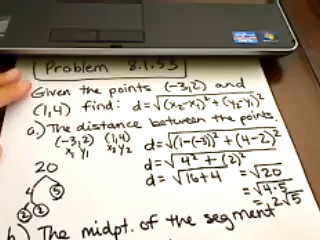 Problem 8.1.53
Given the points (-3,2) and
(1,4) find: d=√(x₂-x₁)²+(y₂-y₁)²
a.) The distance between the points.
(-3,2) (1,4) d=√(1-(-3))²+(4-2)²
x₁ y₁ x₂ y₂
20 d=√4²+(2)² =√20
4 5 d=√16+4 =√4·5
2 2 =2√5
b) The midpt. of the segment